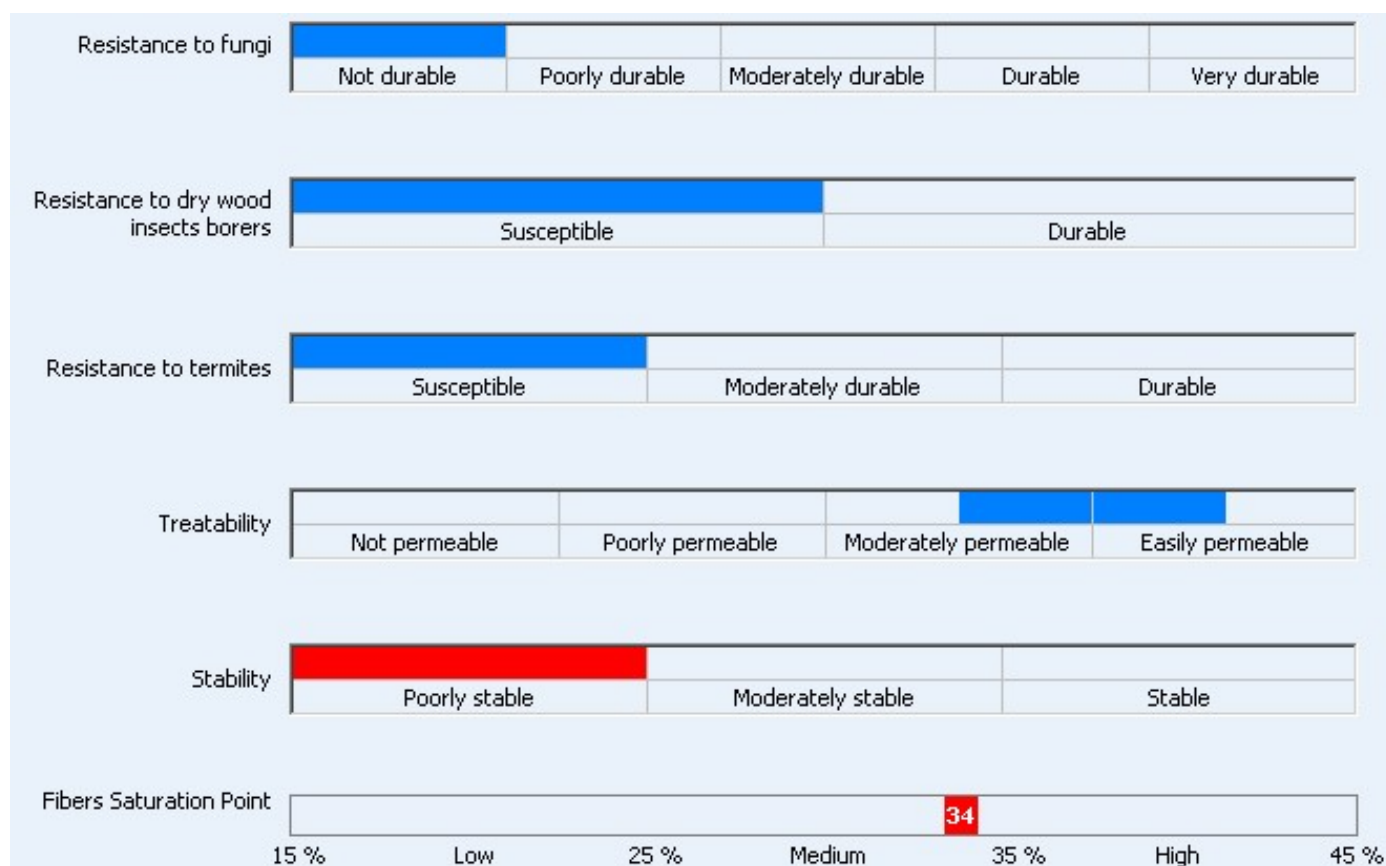 Resistance to fungi
Not durable Poorly durable Moderately durable Durable Very durable
Resistance to dry wood
insects borers
Susceptible Durable
Resistance to termites
Susceptible Moderately durable Durable
Treatability
Not permeable Poorly permeable Moderately permeable Easily permeable
Stability
Poorly stable Moderately stable Stable
Fibers Saturation Point
34
15 % Low 25 % Medium 35 % High 45 %